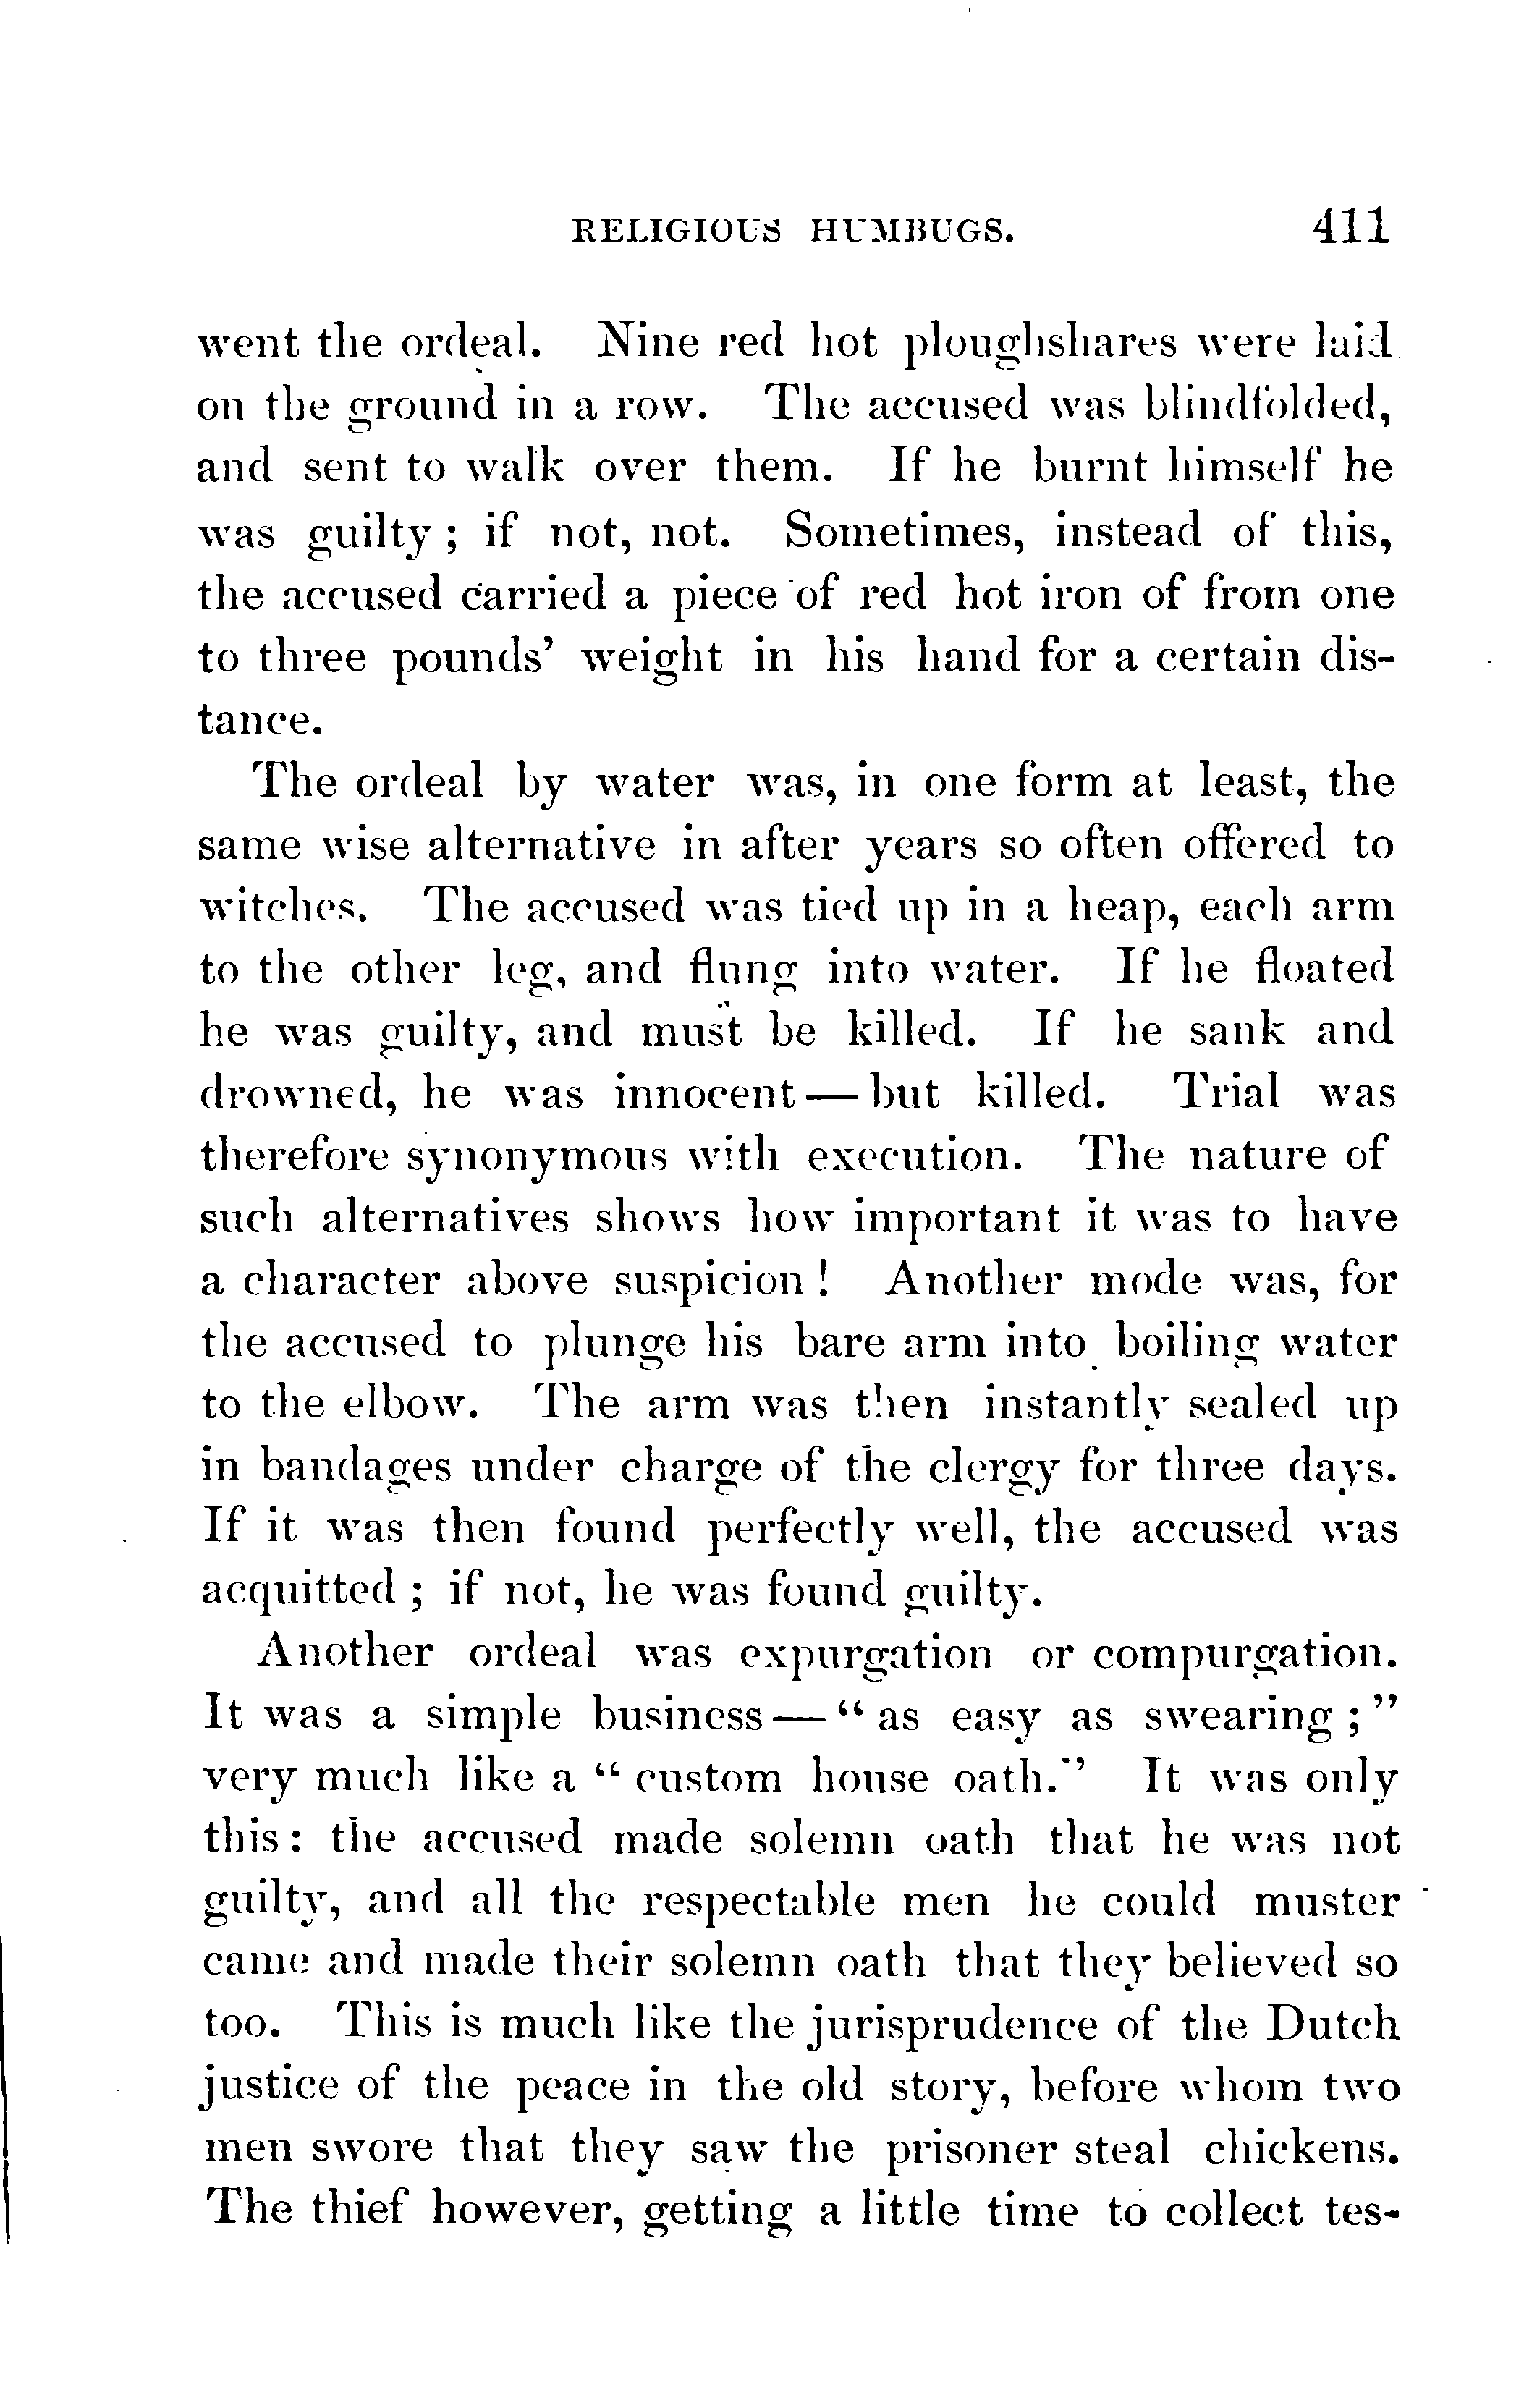 RELIGIOUS HUMBUGS. 411
went the ordeal. Nine red hot ploughshares were laid
on the ground in a row. The accused was blindfolded,
and sent to walk over them. If he burnt himself he
was guilty ; if not, not. Sometimes, instead of this,
the accused carried a piece of red hot iron of from one
to three pounds’ weight in his hand for a certain dis-
tance.
The ordeal by water was, in one form at least, the
same wise alternative in after years so often offered to
witches. The accused was tied up in a heap, each arm
to the other leg, and flung into water. If he floated
he was guilty, and must be killed. If he sank and
drowned, he was innocent — but killed. Trial was
therefore synonymous with execution. The nature of
such alternatives shows how important it was to have
a character above suspicion ! Another mode was, for
the accused to plunge his bare arm into boiling water
to the elbow. The arm was then instantly sealed up
in bandages under charge of the clergy for three days.
If it was then found perfectly well, the accused was
acquitted ; if not, he was found guilty.
Another ordeal was expurgation or compurgation.
It was a simple business — “ as easy as swearing ; ”
very much like a “ custom house oath.” It was only
this : the accused made solemn oath that he was not
guilty, and all the respectable men he could muster
came and made their solemn oath that they believed so
too. This is much like the jurisprudence of the Dutch
justice of the peace in the old story, before whom two
men swore that they saw the prisoner steal chickens.
The thief however, getting a little time to collect tes-